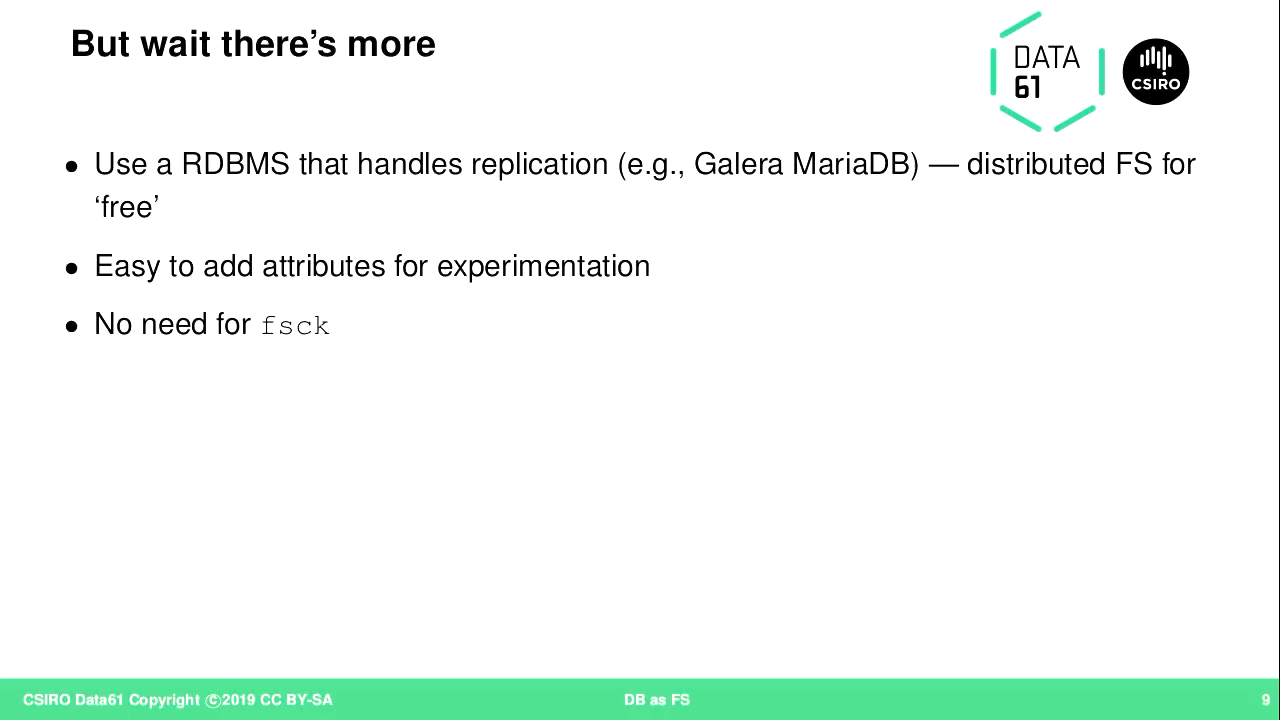 But wait there’s more
DATA
61
CSIRO
• Use a RDBMS that handles replication (e.g., Galera MariaDB) — distributed FS for
‘free’
• Easy to add attributes for experimentation
• No need for fsck
CSIRO Data61 Copyright ©2019 CC BY-SA
DB as FS
9